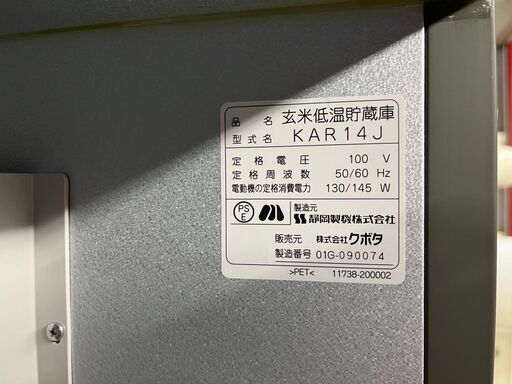 品名 玄米低温貯蔵庫
型式名 KAR14J
定格電圧 100 V
定格周波数 50/60 Hz
電動機の定格消費電力 130/145 W
PS
E
製造元
静岡製機株式会社
販売元 株式会社クボタ
製造番号 01G-090074
>PET< 11738-200002